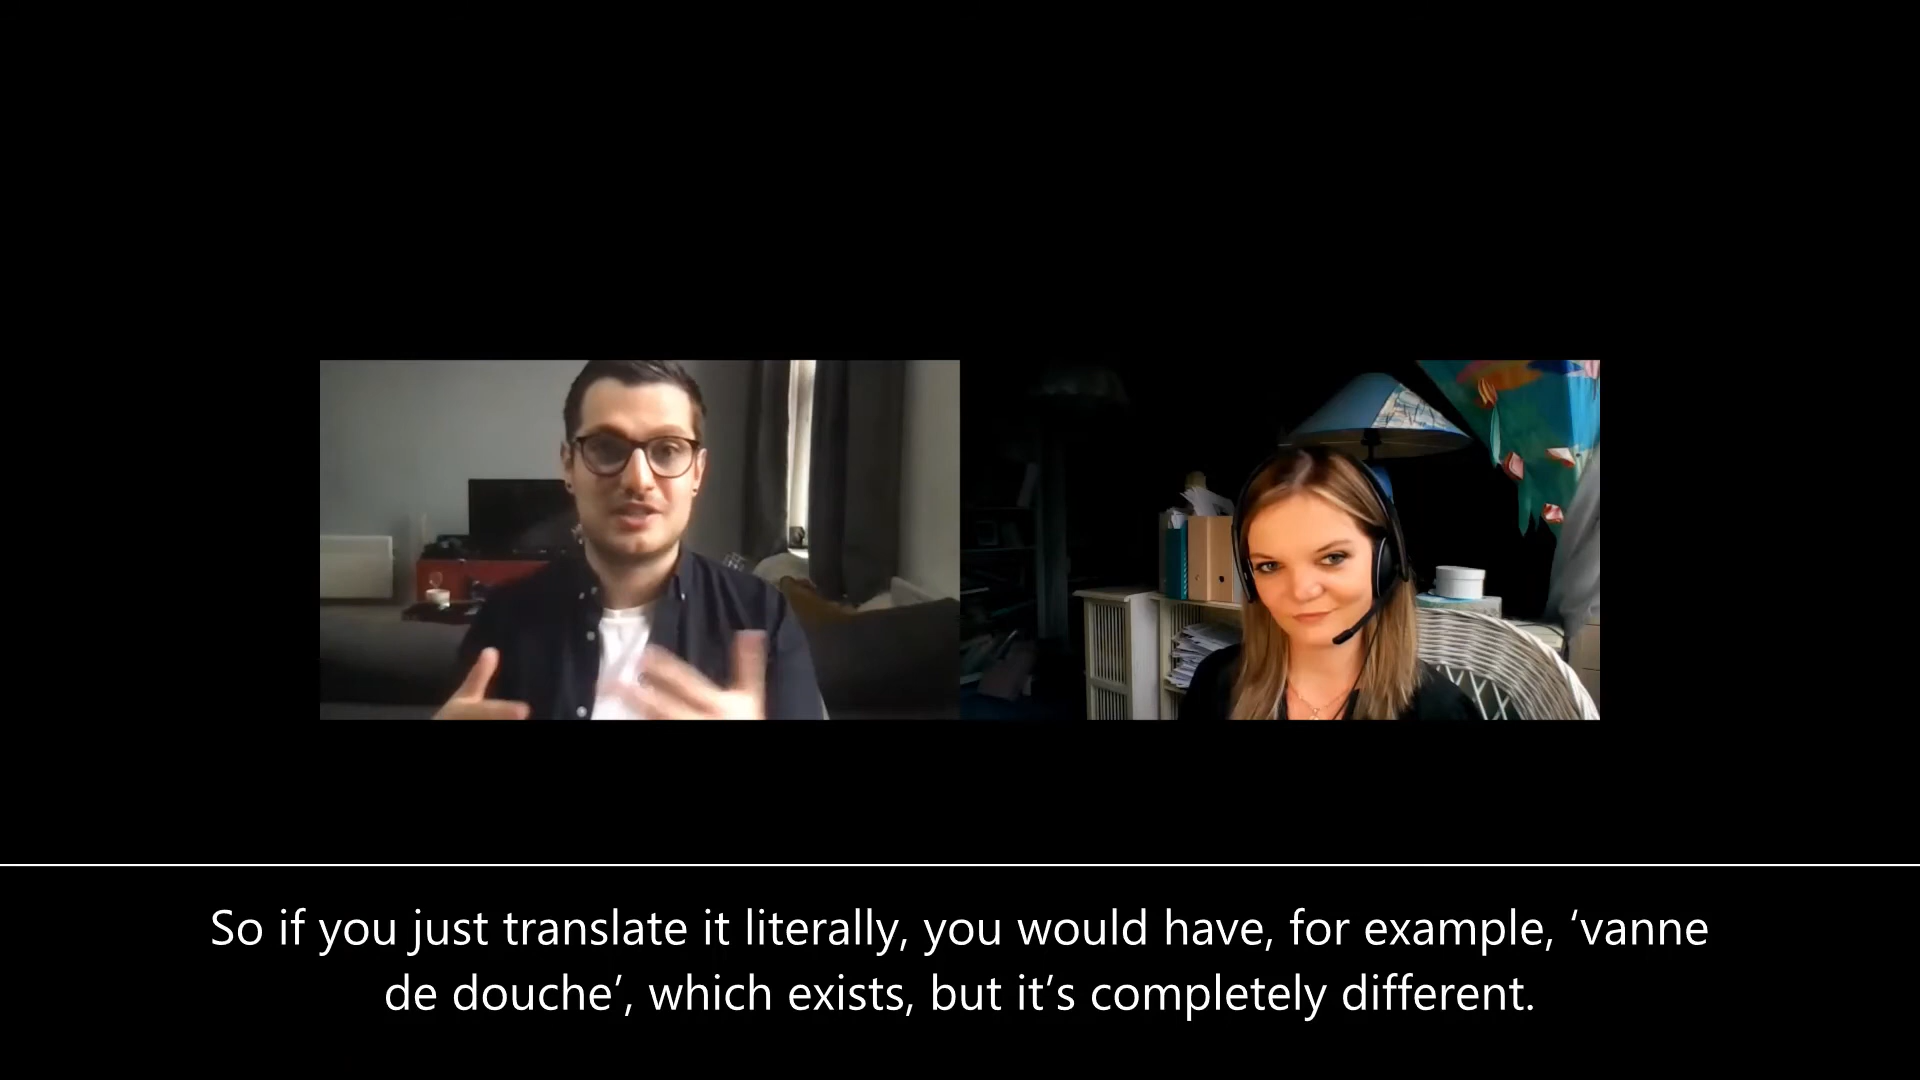 So if you just translate it literally, you would have, for example, ‘vanne
de douche’, which exists, but it’s completely different.